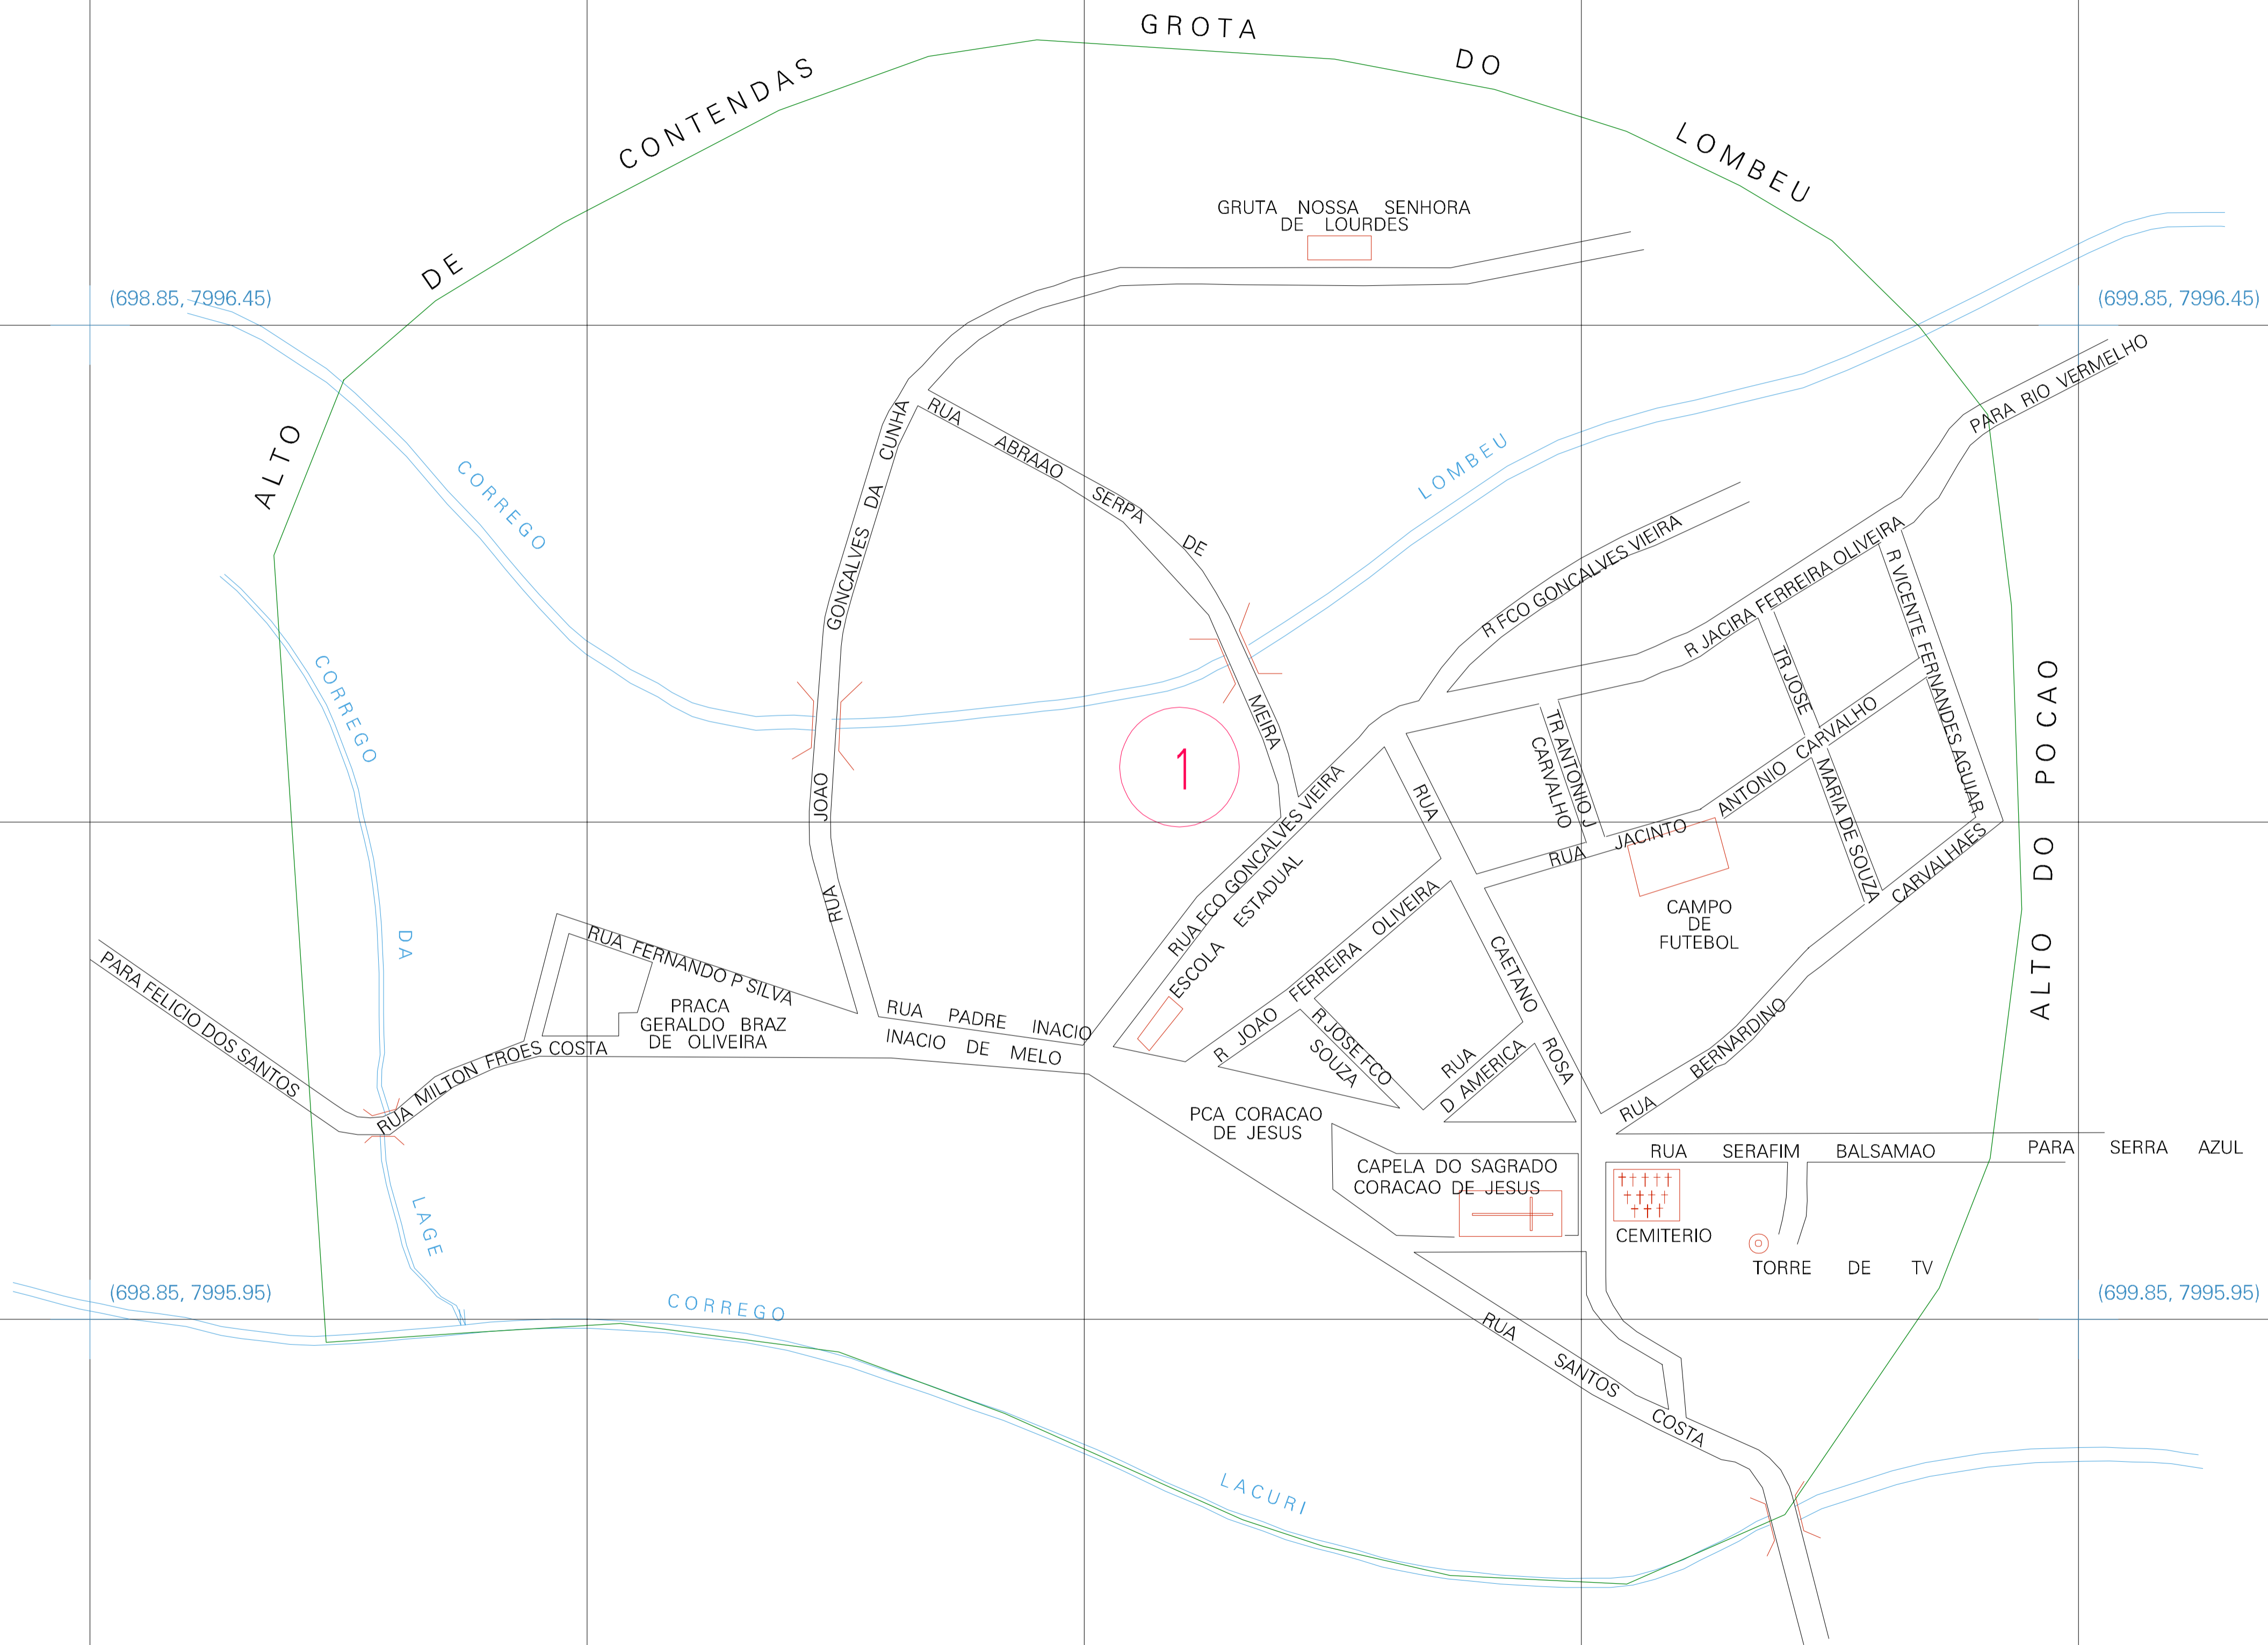 GROTA
DO
LOMBEU
CONTENDAS
DE
ALTO
GRUTA NOSSA SENHORA
DE LOURDES
(698.85, 7996.45)
(699.85, 7996.45)
PARA RIO VERMELHO
CORREGO
LOMBEU
RUA JOAO GONCALVES DA CUNHA
RUA ABRAAO SERPA DE MEIRA
R FCO GONCALVES VIEIRA
R JACIRA FERREIRA OLIVEIRA
R VICENTE FERNANDES AGUIAR
TR JOSE MARIA DE SOUZA
TR ANTONIO J
CARVALHO
RUA JACINTO ANTONIO CARVALHO
ALTO DO POCAO
1
CORREGO DA LAGE
RUA FCO GONCALVES VIEIRA
ESCOLA ESTADUAL
CAMPO
DE
FUTEBOL
RUA BERNARDINO CARVALHAES
RUA CAETANO ROSA
R JOAO FERREIRA OLIVEIRA
R JOSE FCO
SOUZA
RUA
D AMERICA
PARA FELICIO DOS SANTOS
RUA FERNANDO P SILVA
PRACA
GERALDO BRAZ
DE OLIVEIRA
RUA MILTON FROES COSTA
RUA PADRE INACIO
INACIO DE MELO
PCA CORACAO
DE JESUS
CAPELA DO SAGRADO
CORACAO DE JESUS
RUA SERAFIM BALSAMAO
PARA SERRA AZUL
CEMITERIO
TORRE DE TV
(698.85, 7995.95)
(699.85, 7995.95)
CORREGO
LACURI
RUA SANTOS COSTA